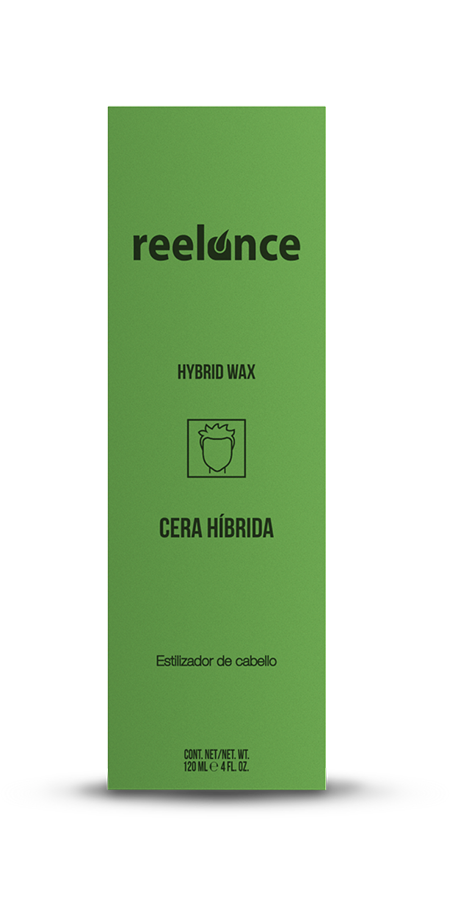 reelance
HYBRID WAX
CERA HÍBRIDA
Estilizador de cabello
CONT. NET/NET. WT.
120 ML ℮ 4 FL. OZ.